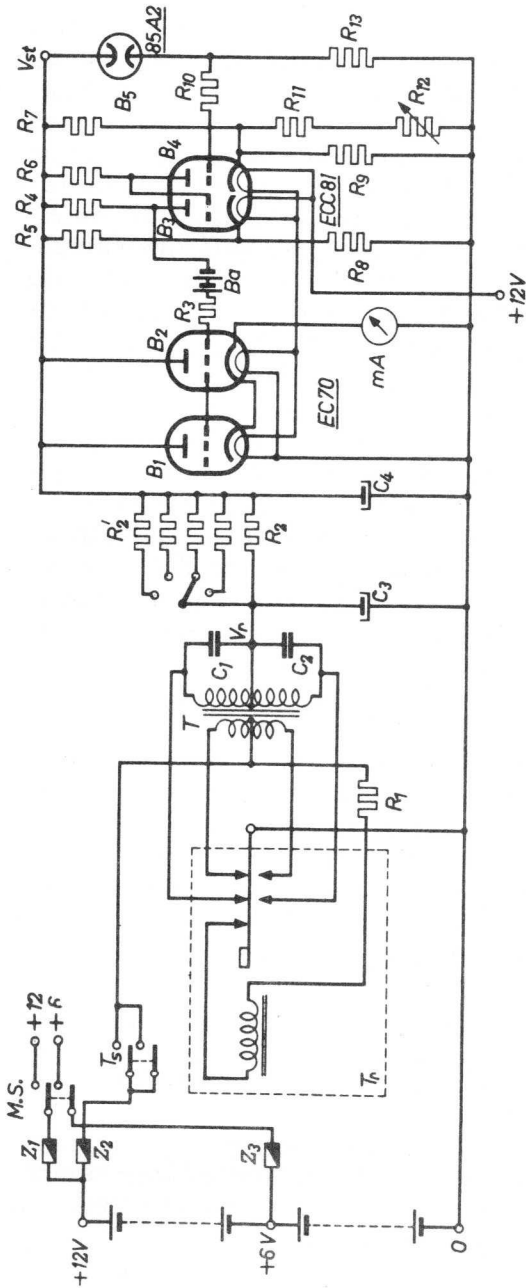 +12V
Z1
Z2
M.S.
+12
+6
Ts
+6V
Z3
0
Tr
R1
T
C1
Vr
C2
C3
R2'
R2
C4
B1
B2
EC70
mA
R3
Ba
R5
R4
R6
R7
B3
B4
ECC81
R8
R9
+12V
B5
R10
R11
R12
Vst
85A2
R13